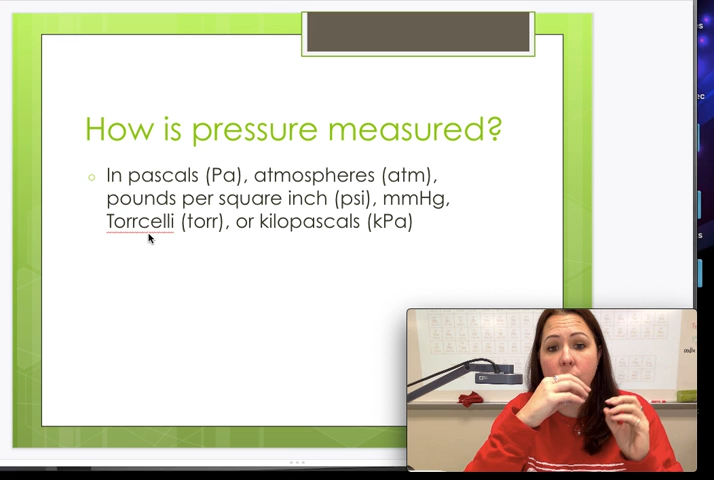 How is pressure measured?
In pascals (Pa), atmospheres (atm),
pounds per square inch (psi), mmHg,
Torrcelli (torr), or kilopascals (kPa)